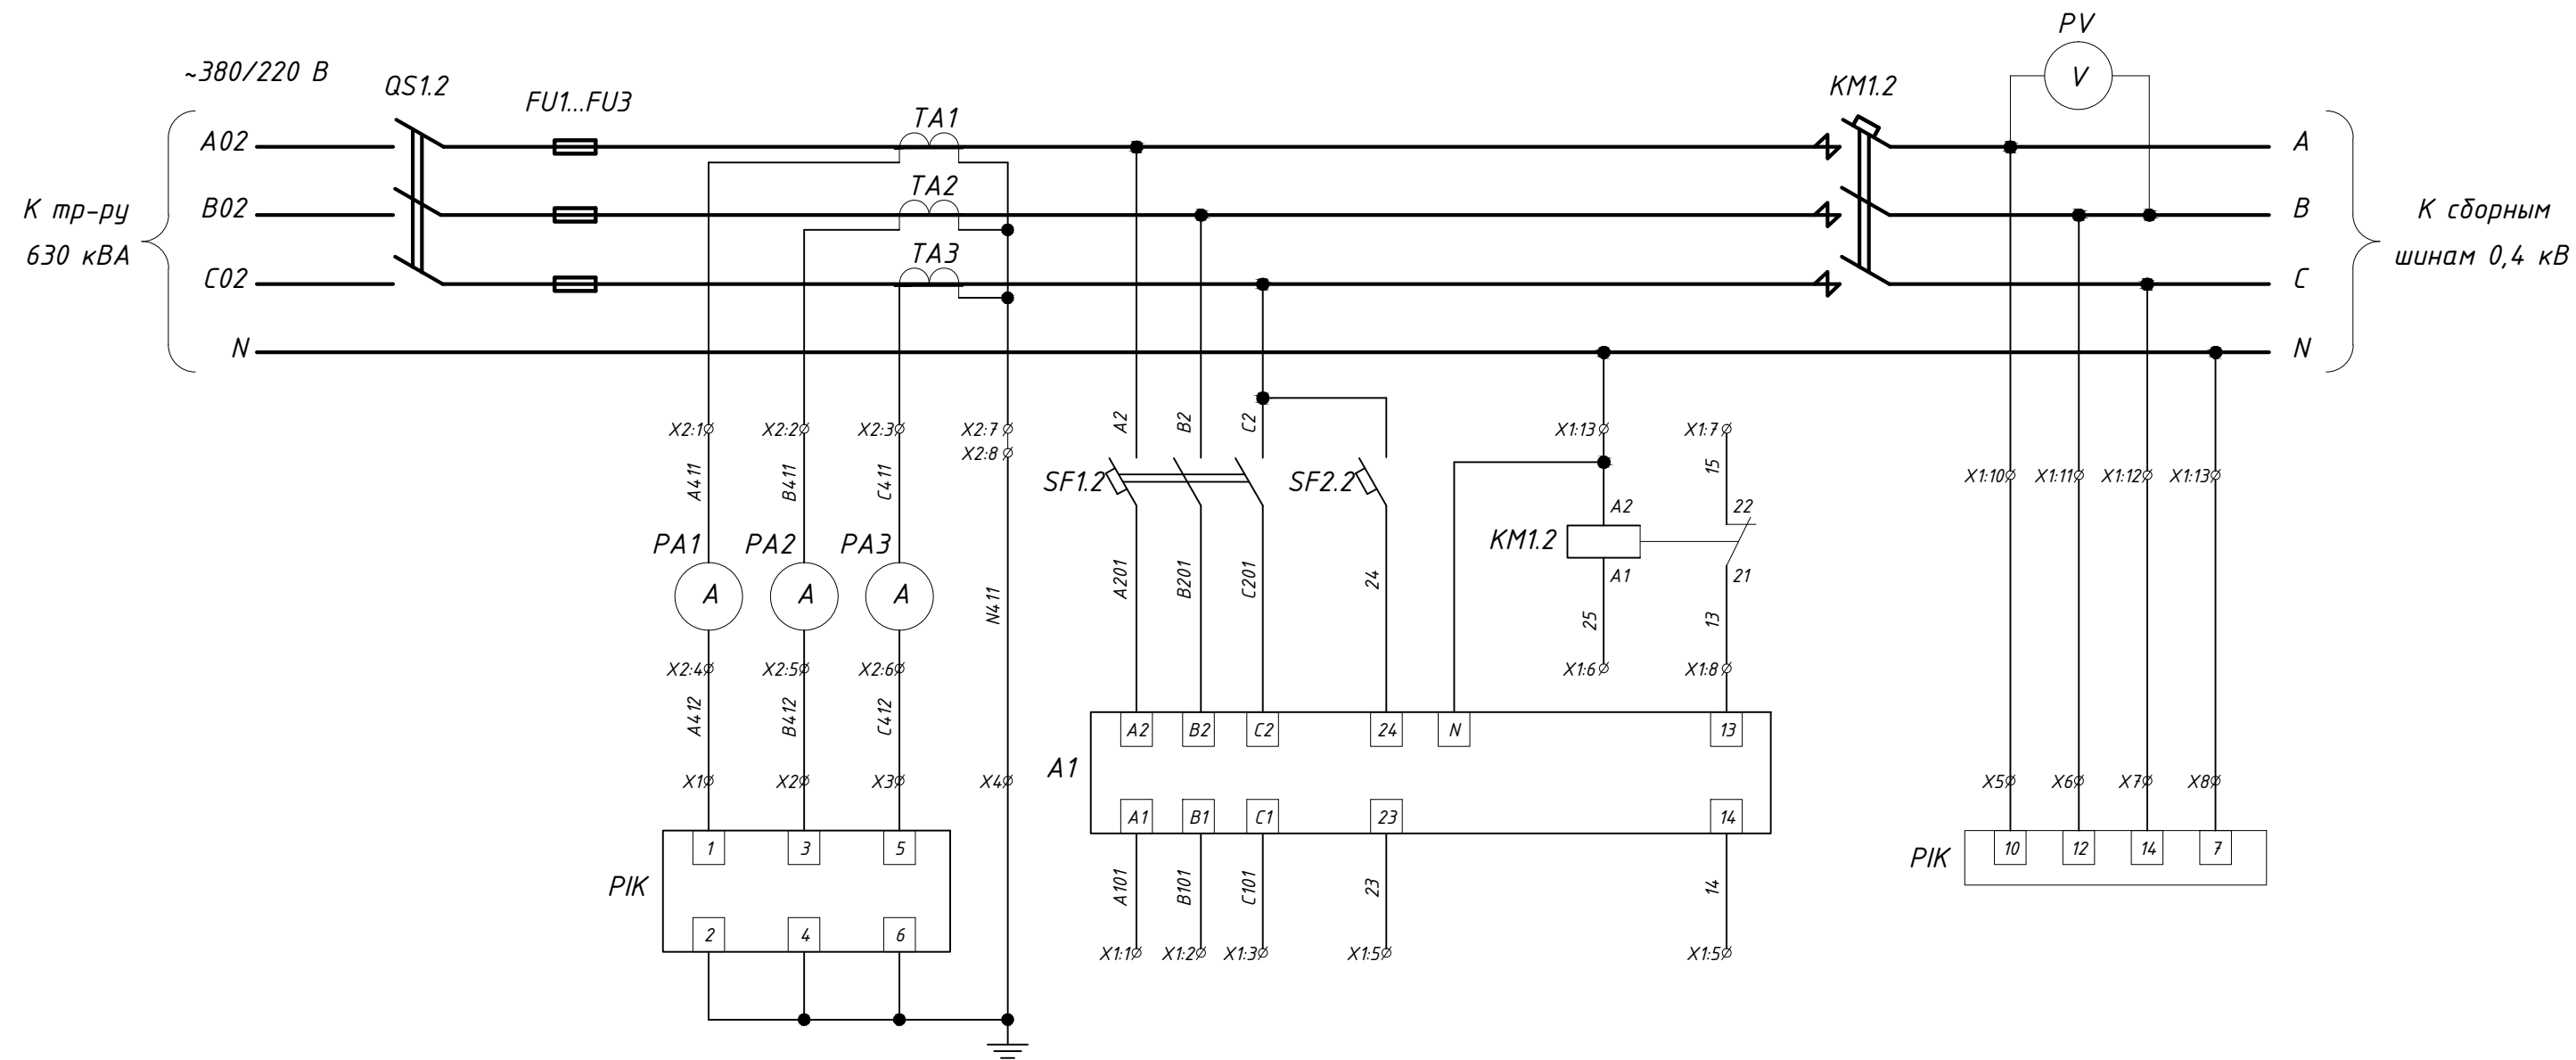 PV
~380/220 В
QS1.2
FU1...FU3
TA1
KM1.2
V
A02
A
TA2
К тр-ру
630 кВА
B02
B
К сборным
шинам 0,4 кВ
TA3
C02
C
N
N
X2:1
X2:2
X2:3
X2:7
X2:8
A2
B2
C2
X1:13
X1:7
A411
B411
C411
SF1.2
SF2.2
15
X1:10
X1:11
X1:12
X1:13
A2
22
PA1
PA2
PA3
KM1.2
A
A
A
N411
A201
B201
C201
24
A1
21
25
13
X2:4
X2:5
X2:6
X1:6
X1:8
A412
B412
C412
A2
B2
C2
24
N
13
A1
X1
X2
X3
X4
X5
X6
X7
X8
A1
B1
C1
23
14
1
3
5
PIK
10
12
14
7
PIK
A101
B101
C101
23
14
2
4
6
X1:1
X1:2
X1:3
X1:5
X1:5